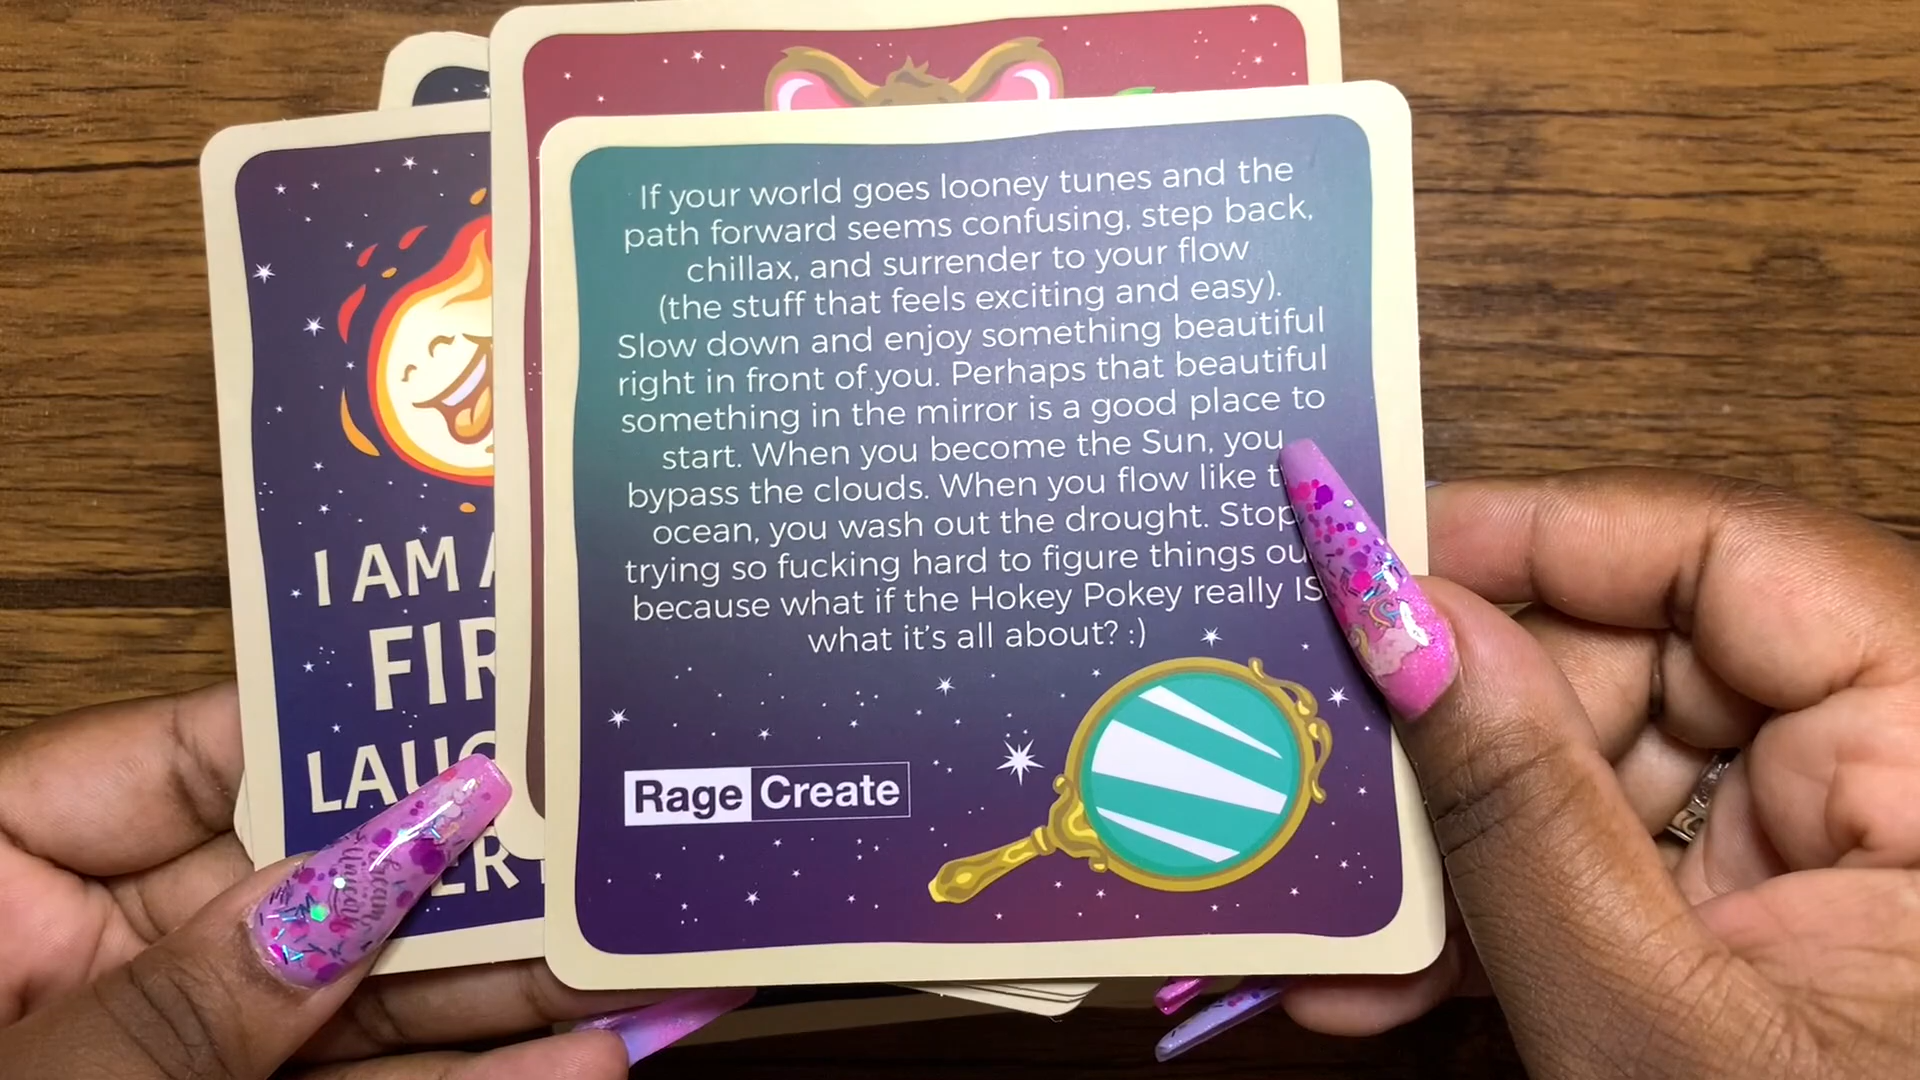 If your world goes looney tunes and the
path forward seems confusing, step back,
chillax, and surrender to your flow
(the stuff that feels exciting and easy).
Slow down and enjoy something beautiful
right in front of you. Perhaps that beautiful
something in the mirror is a good place to
start. When you become the Sun, you
bypass the clouds. When you flow like
ocean, you wash out the drought. Stop
trying so fucking hard to figure things
because what if the Hokey Pokey really IS
what it's all about? :)
Rage Create
I AM